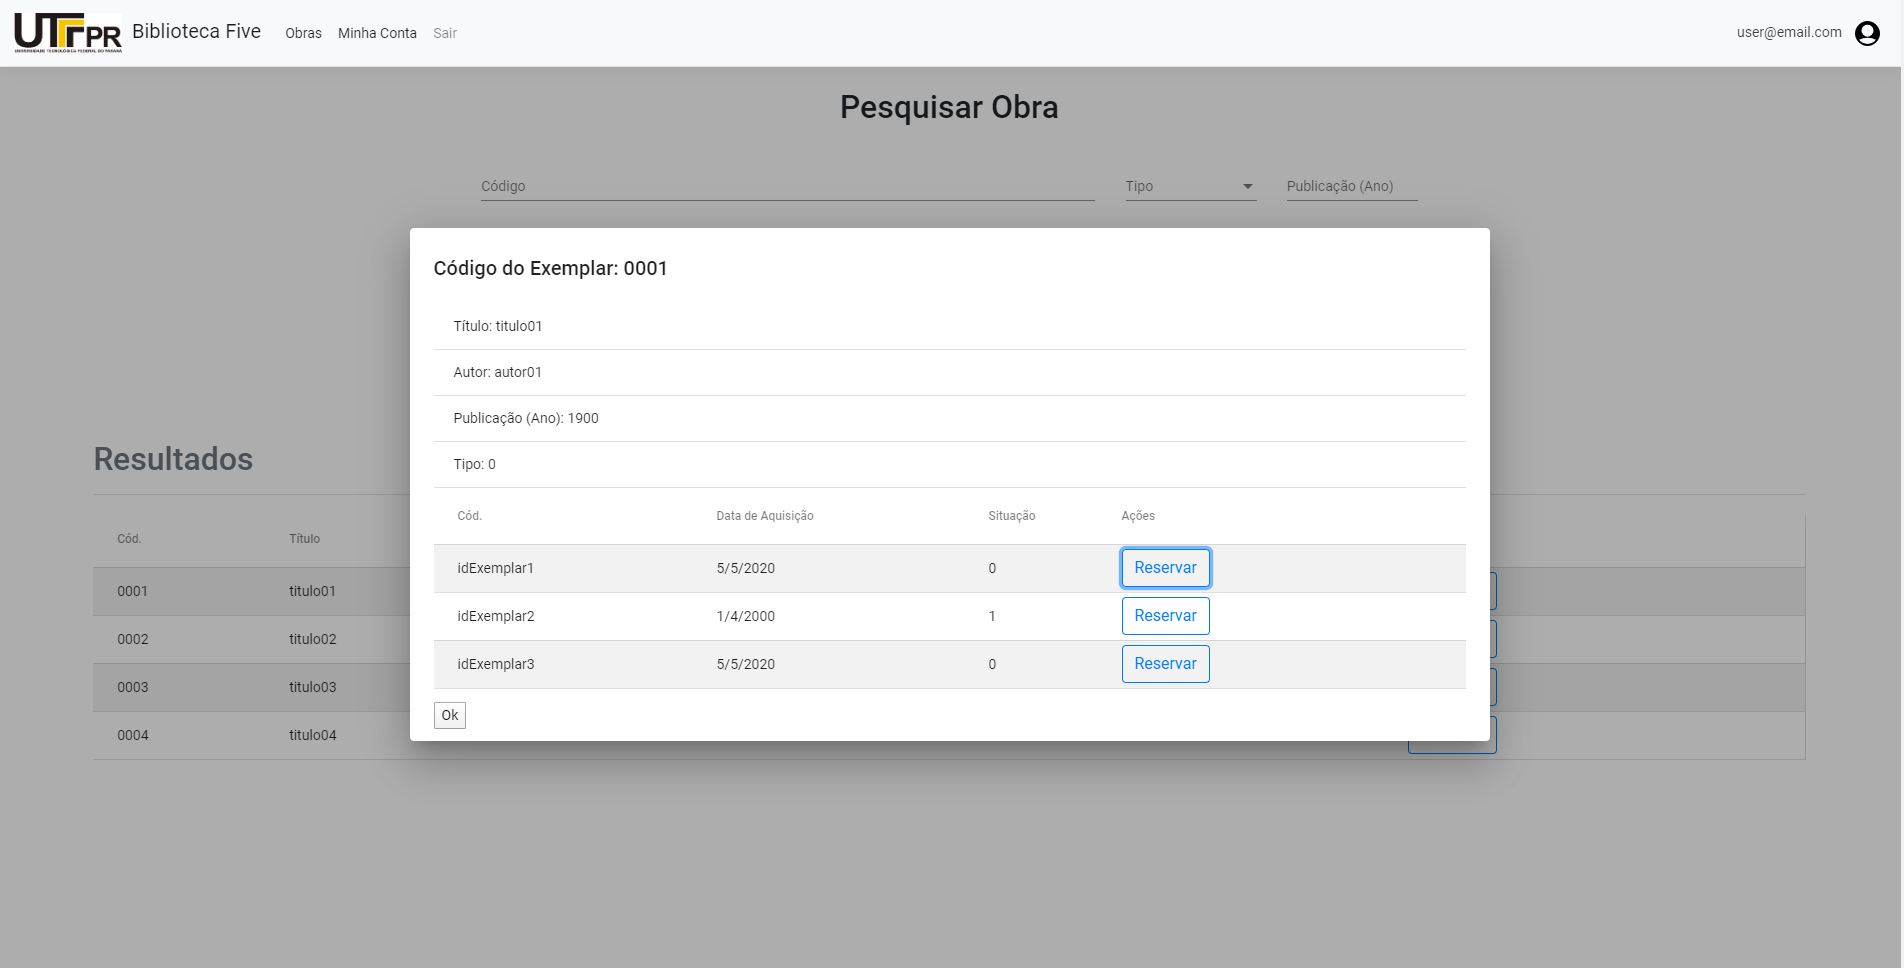 UTFPR
UNIVERSIDADE TECNOLÓGICA FEDERAL DO PARANÁ
Biblioteca Five
Obras
Minha Conta
Sair
user@email.com
Pesquisar Obra
Código
Tipo
Publicação (Ano)
Código do Exemplar: 0001
Título: titulo01
Autor: autor01
Publicação (Ano): 1900
Tipo: 0
Cód. Data de Aquisição Situação Ações
idExemplar1 5/5/2020 0 Reservar
idExemplar2 1/4/2000 1 Reservar
idExemplar3 5/5/2020 0 Reservar
Ok
Resultados
Cód. Título
0001 titulo01
0002 titulo02
0003 titulo03
0004 titulo04